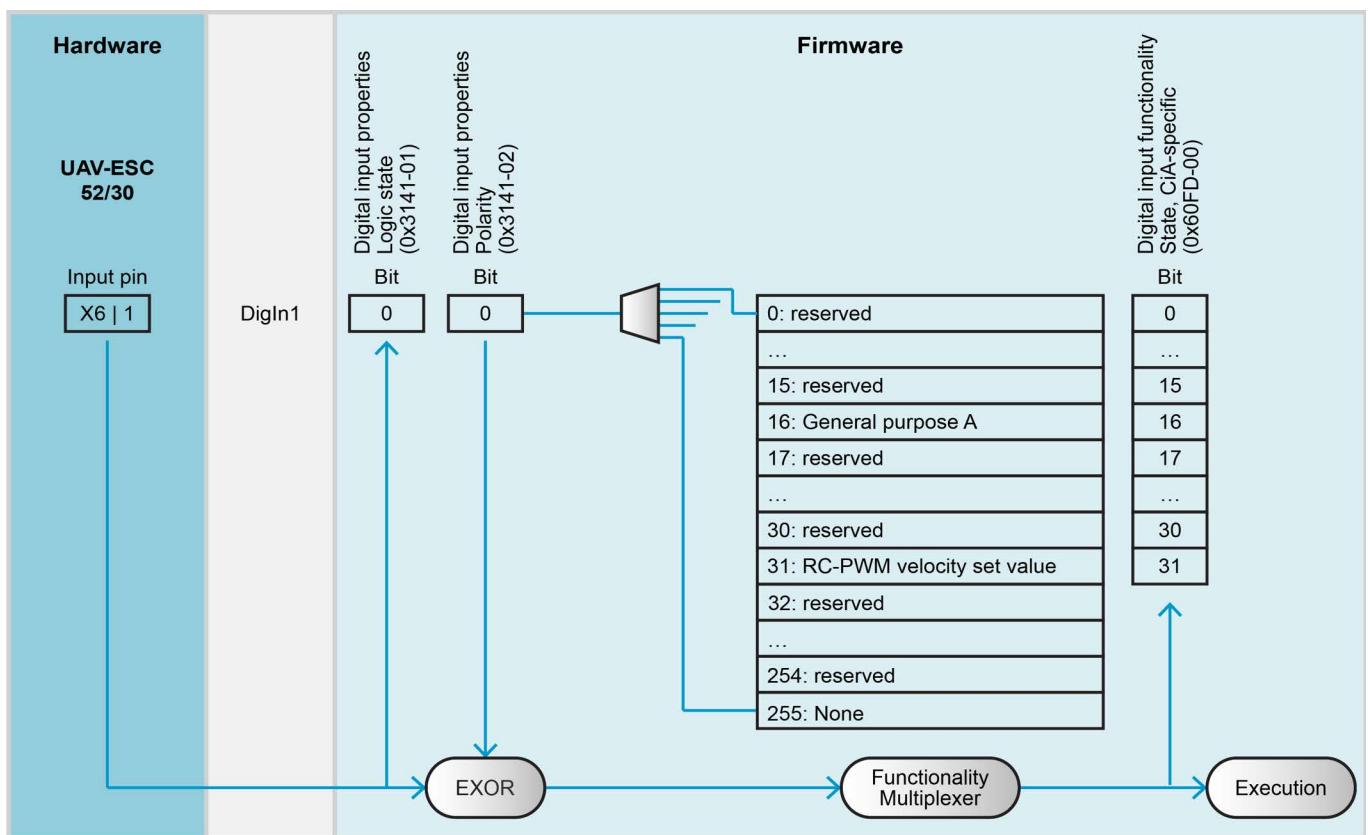 Hardware
Firmware
UAV-ESC
52/30
Digital input properties
Logic state
(0x3141-01)
Digital input properties
Polarity
(0x3141-02)
Digital input functionality
State, CiA-specific
(0x60FD-00)
Input pin
X6 | 1
DigIn1
Bit
0
Bit
0
0: reserved
…
15: reserved
16: General purpose A
17: reserved
…
30: reserved
31: RC-PWM velocity set value
32: reserved
…
254: reserved
255: None
Bit
0
…
15
16
17
…
30
31
EXOR
Functionality
Multiplexer
Execution